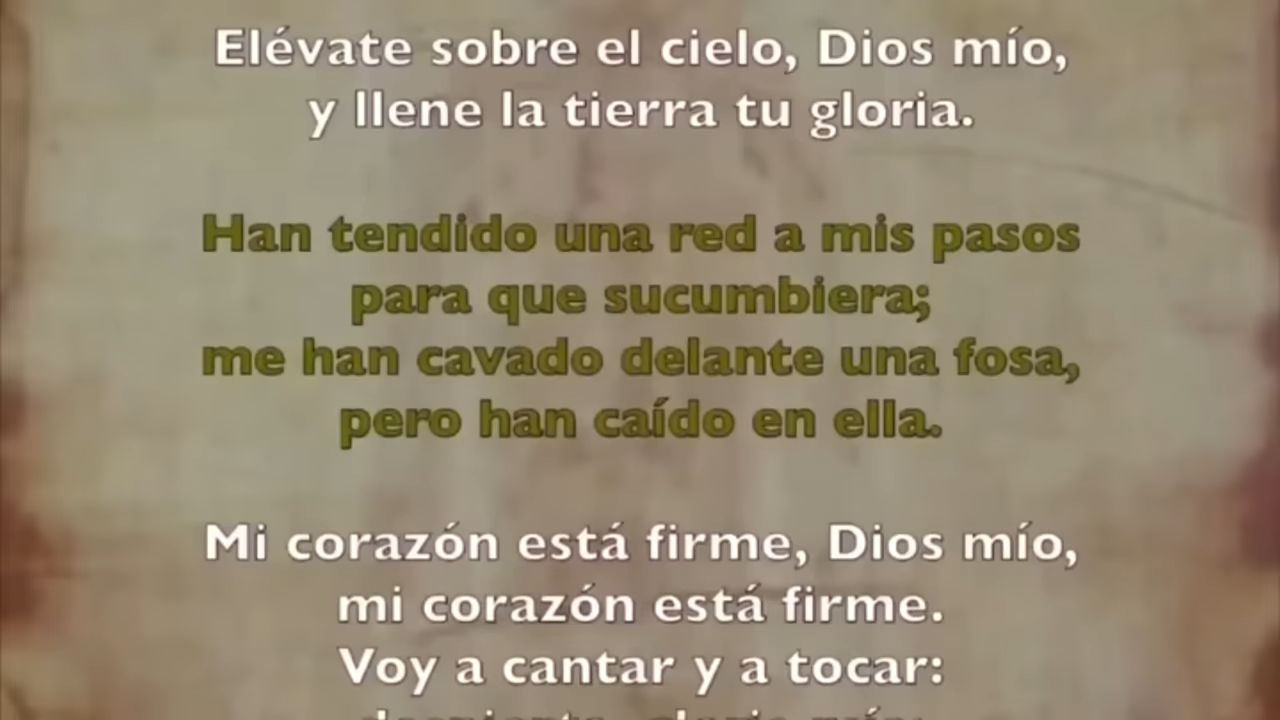 Elévate sobre el cielo, Dios mío,
y llene la tierra tu gloria.
Han tendido una red a mis pasos
para que sucumbiera;
me han cavado delante una fosa,
pero han caído en ella.
Mi corazón está firme, Dios mío,
mi corazón está firme.
Voy a cantar y a tocar: